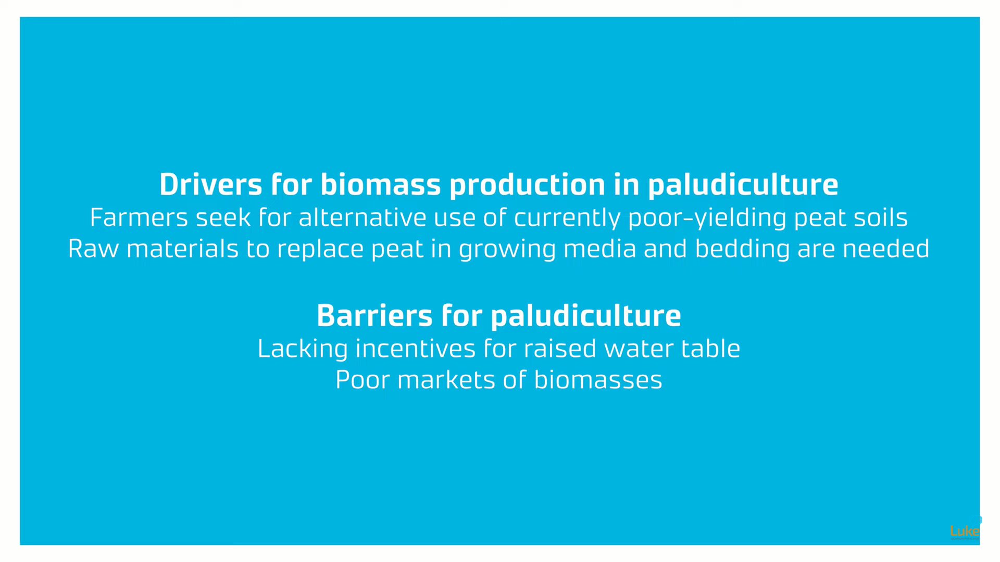 Drivers for biomass production in paludiculture
Farmers seek for alternative use of currently poor-yielding peat soils
Raw materials to replace peat in growing media and bedding are needed
Barriers for paludiculture
Lacking incentives for raised water table
Poor markets of biomasses
Luke